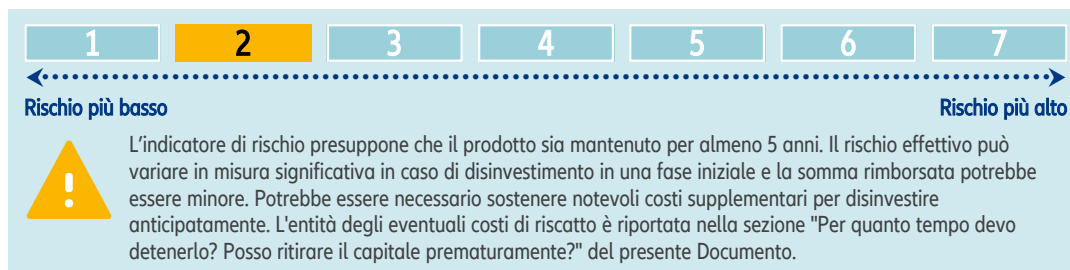 1 2 3 4 5 6 7
Rischio più basso Rischio più alto
L'indicatore di rischio presuppone che il prodotto sia mantenuto per almeno 5 anni. Il rischio effettivo può
variare in misura significativa in caso di disinvestimento in una fase iniziale e la somma rimborsata potrebbe
essere minore. Potrebbe essere necessario sostenere notevoli costi supplementari per disinvestire
anticipatamente. L'entità degli eventuali costi di riscatto è riportata nella sezione "Per quanto tempo devo
detenerlo? Posso ritirare il capitale prematuramente?" del presente Documento.